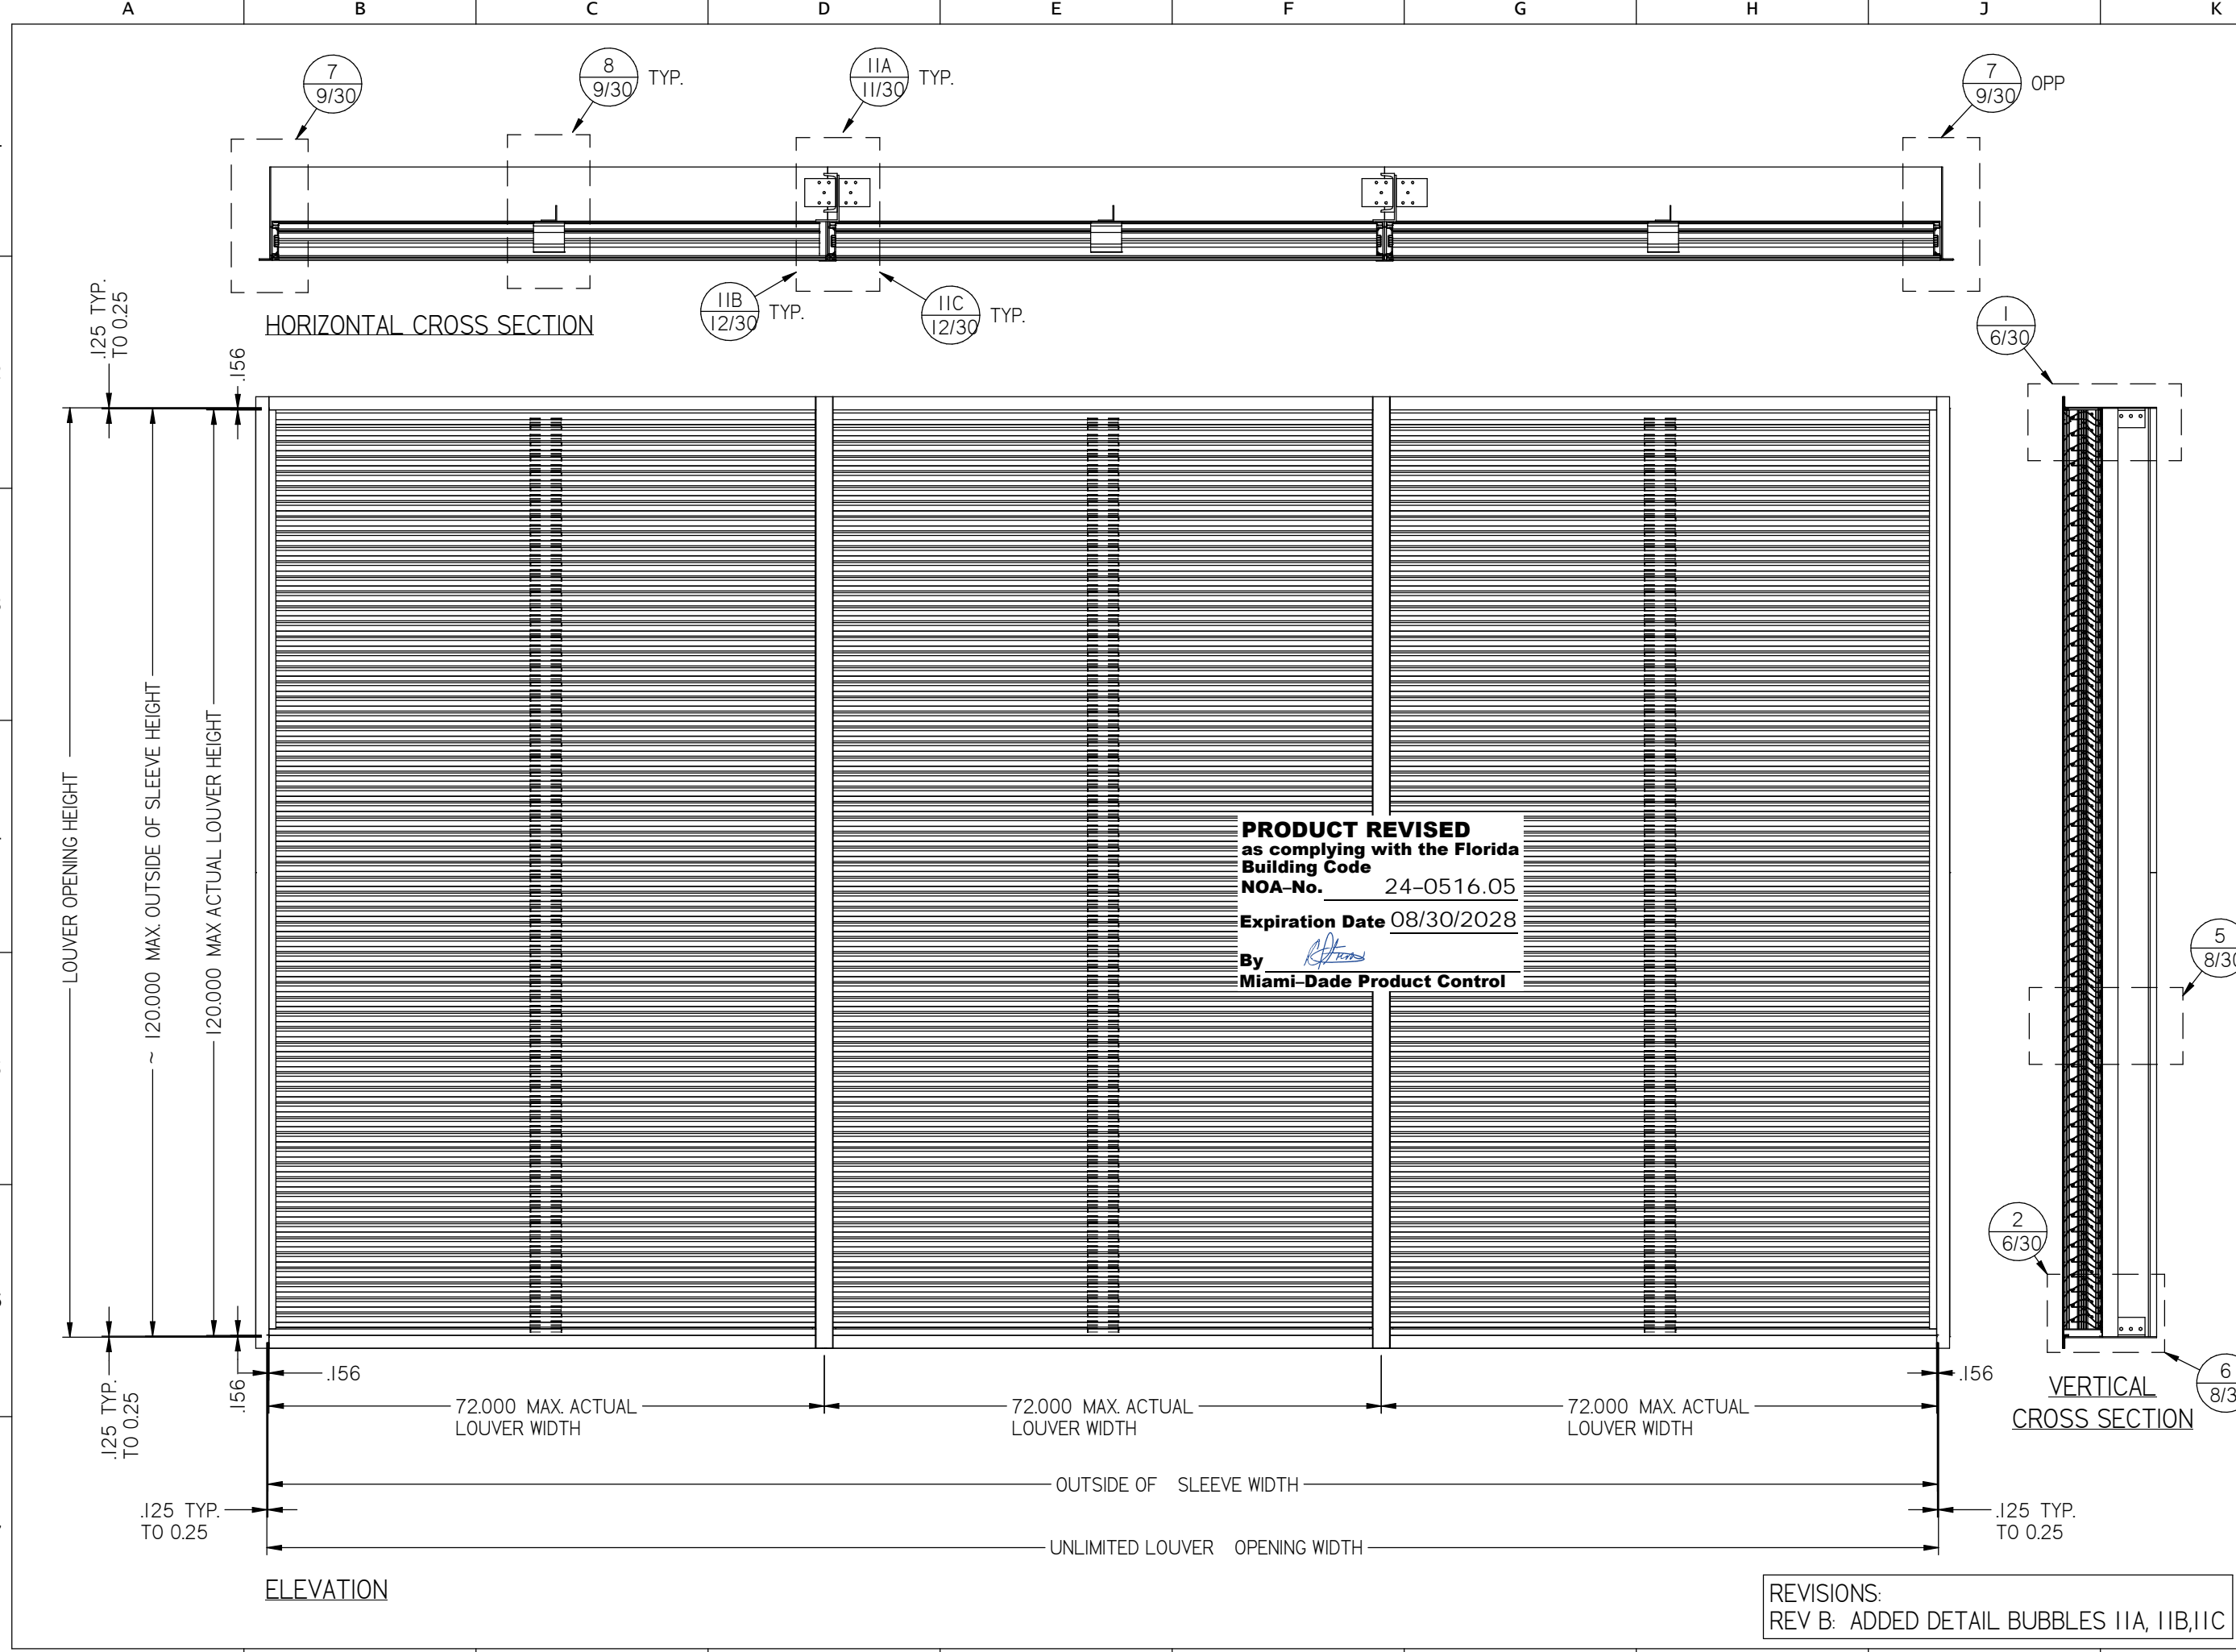 A B C D E F G H J K
7
9/30
8
9/30
TYP.
11A
11/30
TYP.
7
9/30
OPP
11B
12/30
TYP.
11C
12/30
TYP.
HORIZONTAL CROSS SECTION
1
6/30
.125 TYP.
TO 0.25
.156
LOUVER OPENING HEIGHT
~ 120.000 MAX. OUTSIDE OF SLEEVE HEIGHT
120.000 MAX ACTUAL LOUVER HEIGHT
PRODUCT REVISED
as complying with the Florida
Building Code
NOA-No. 24-0516.05
Expiration Date 08/30/2028
By
Miami-Dade Product Control
5
8/30
2
6/30
6
8/3
VERTICAL
CROSS SECTION
.125 TYP.
TO 0.25
.156
.156
.156
72.000 MAX. ACTUAL
LOUVER WIDTH
72.000 MAX. ACTUAL
LOUVER WIDTH
72.000 MAX. ACTUAL
LOUVER WIDTH
OUTSIDE OF SLEEVE WIDTH
.125 TYP.
TO 0.25
.125 TYP.
TO 0.25
UNLIMITED LOUVER OPENING WIDTH
ELEVATION
REVISIONS:
REV B: ADDED DETAIL BUBBLES 11A, 11B,11C